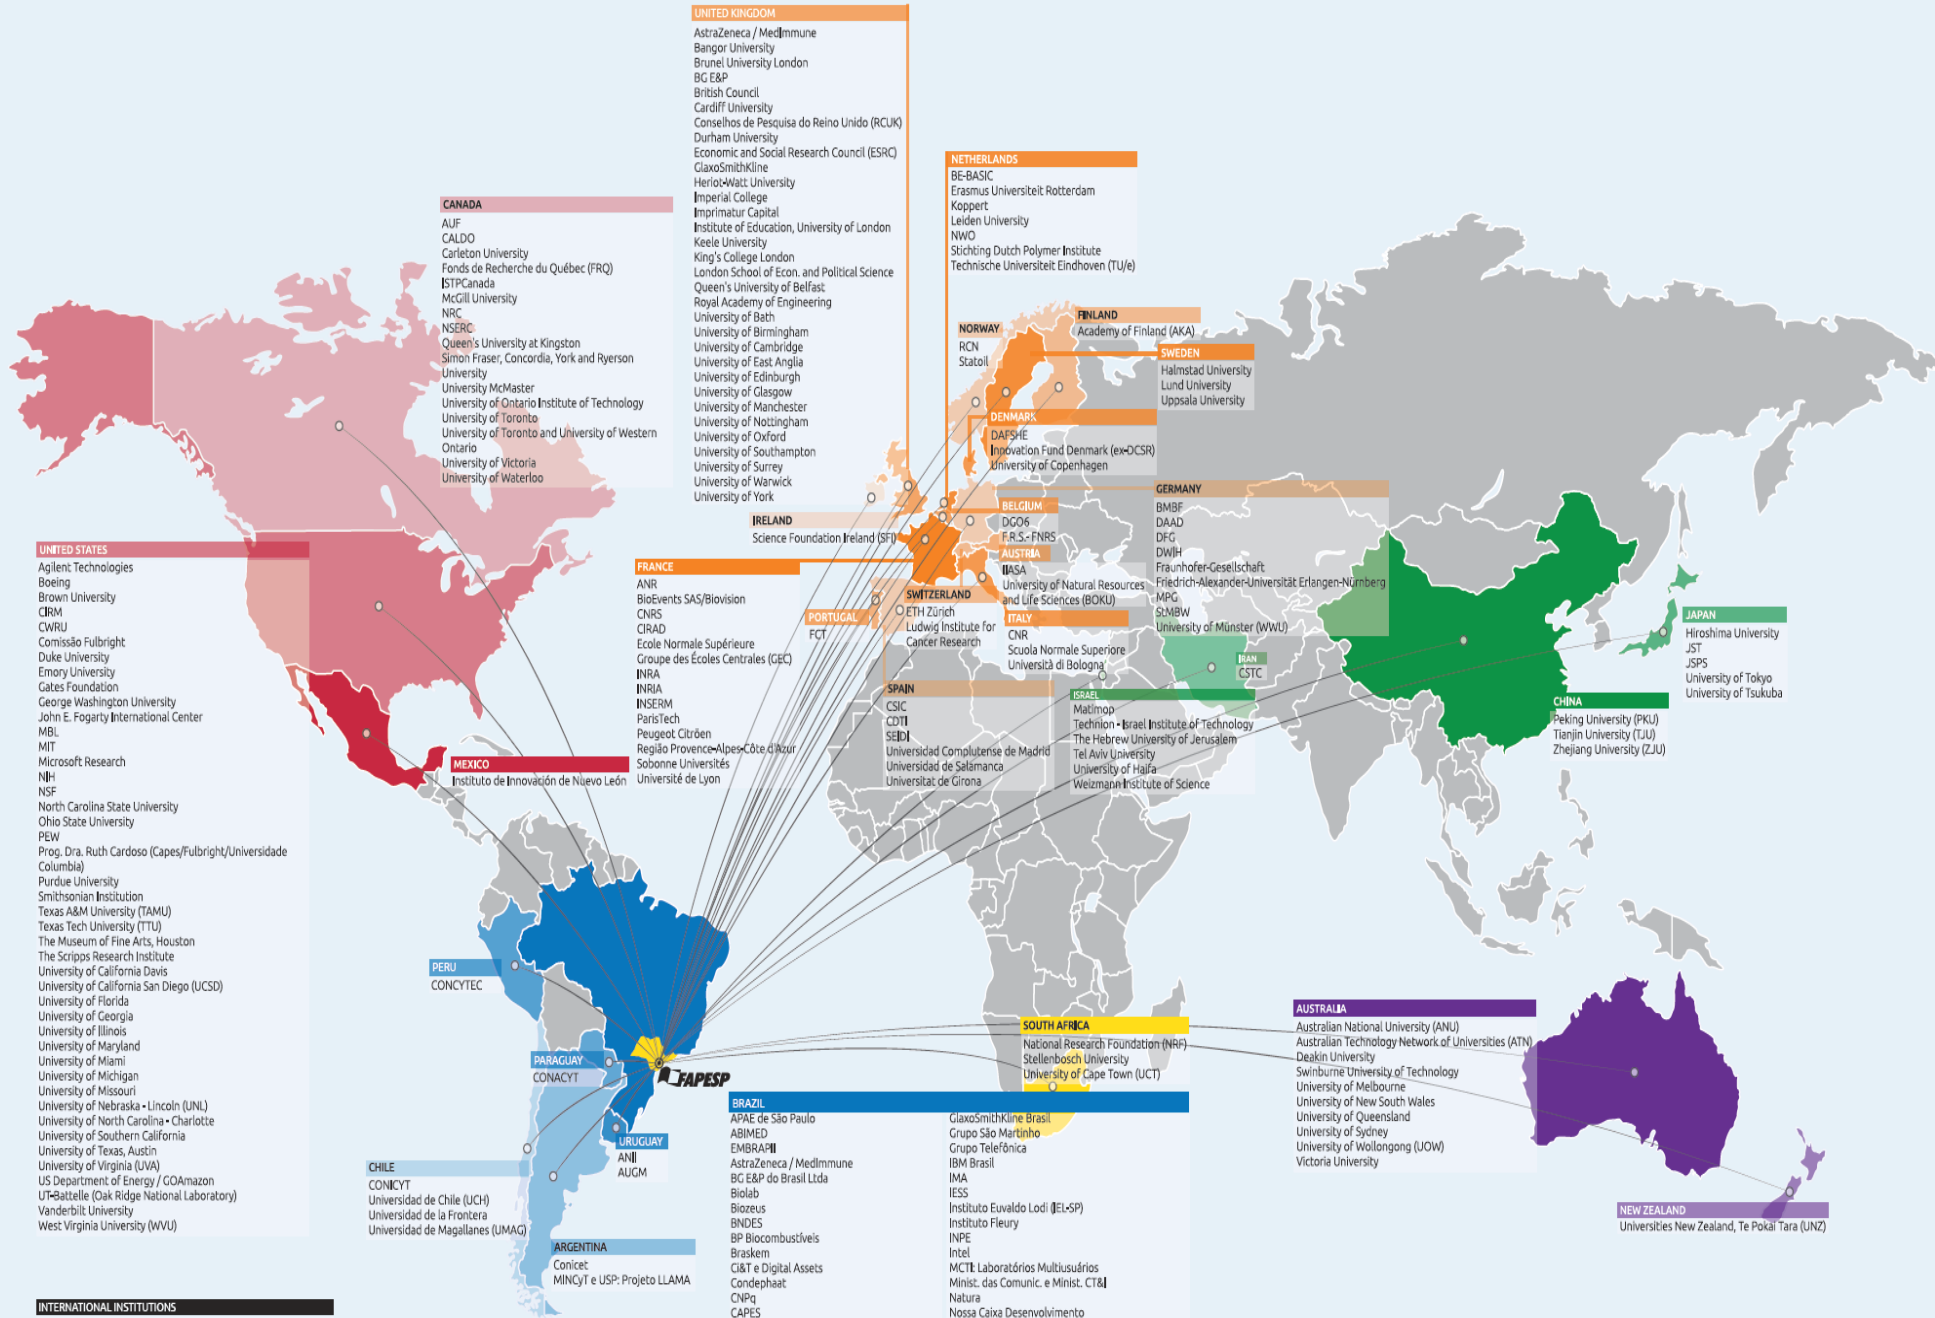 UNITED KINGDOM
AstraZeneca / MedImmune
Bangor University
Brunel University London
BG E&P
British Council
Cardiff University
Conselhos de Pesquisa do Reino Unido (RCUK)
Durham University
Economic and Social Research Council (ESRC)
GlaxoSmithKline
Heriot-Watt University
Imperial College
Imprimatur Capital
Institute of Education, University of London
Keele University
King's College London
London School of Econ. and Political Science
Queen's University of Belfast
Royal Academy of Engineering
University of Bath
University of Birmingham
University of Cambridge
University of East Anglia
University of Edinburgh
University of Glasgow
University of Manchester
University of Nottingham
University of Oxford
University of Southampton
University of Surrey
University of Warwick
University of York
NETHERLANDS
BE-BASIC
Erasmus Universiteit Rotterdam
Koppert
Leiden University
NWO
Stichting Dutch Polymer Institute
Technische Universiteit Eindhoven (TU/e)
CANADA
AUF
CALDO
Carleton University
Fonds de Recherche du Québec (FRQ)
ISTPCanada
McGill University
NRC
NSERC
Queen's University at Kingston
Simon Fraser, Concordia, York and Ryerson
University
University McMaster
University of Ontario Institute of Technology
University of Toronto
University of Toronto and University of Western
Ontario
University of Victoria
University of Waterloo
NORWAY
RCN
Statoil
FINLAND
Academy of Finland (AKA)
SWEDEN
Halmstad University
Lund University
Uppsala University
DENMARK
DAFSHE
Innovation Fund Denmark (ex-DCSR)
University of Copenhagen
GERMANY
BMBF
DAAD
DFG
DWIH
Fraunhofer-Gesellschaft
Friedrich-Alexander-Universität Erlangen-Nürnberg
MPG
StMBW
University of Münster (WWU)
BELGIUM
DGO6
F.R.S.- FNRS
IRELAND
Science Foundation Ireland (SFI)
AUSTRIA
IIASA
University of Natural Resources
and Life Sciences (BOKU)
UNITED STATES
Agilent Technologies
Boeing
Brown University
CIRM
CWRU
Comissão Fulbright
Duke University
Emory University
Gates Foundation
George Washington University
John E. Fogarty International Center
MBL
MIT
Microsoft Research
NIH
NSF
North Carolina State University
Ohio State University
PEW
Prog. Dra. Ruth Cardoso (Capes/Fulbright/Universidade
Columbia)
Purdue University
Smithsonian Institution
Texas A&M University (TAMU)
Texas Tech University (TTU)
The Museum of Fine Arts, Houston
The Scripps Research Institute
University of California Davis
University of California San Diego (UCSD)
University of Florida
University of Georgia
University of Illinois
University of Maryland
University of Miami
University of Michigan
University of Missouri
University of Nebraska - Lincoln (UNL)
University of North Carolina - Charlotte
University of Southern California
University of Texas, Austin
University of Virginia (UVA)
US Department of Energy / GOAmazon
UT-Battelle (Oak Ridge National Laboratory)
Vanderbilt University
West Virginia University (WVU)
FRANCE
ANR
BioEvents SAS/Biovision
CNRS
CIRAD
Ecole Normale Supérieure
Groupe des Écoles Centrales (GEC)
INRA
INRIA
INSERM
ParisTech
Peugeot Citröen
Região Provence-Alpes-Côte d'Azur
Sobonne Universités
Université de Lyon
PORTUGAL
FCT
SWITZERLAND
ETH Zürich
Ludwig Institute for
Cancer Research
ITALY
CNR
Scuola Normale Superiore
Università di Bologna
SPAIN
CSIC
CDTI
SEIDI
Universidad Complutense de Madrid
Universidad de Salamanca
Universitat de Girona
IRAN
CSTC
ISRAEL
Matimop
Technion - Israel Institute of Technology
The Hebrew University of Jerusalem
Tel Aviv University
University of Haifa
Weizmann Institute of Science
JAPAN
Hiroshima University
JST
JSPS
University of Tokyo
University of Tsukuba
CHINA
Peking University (PKU)
Tianjin University (TJU)
Zhejiang University (ZJU)
MEXICO
Instituto de Innovación de Nuevo León
PERU
CONCYTEC
PARAGUAY
CONACYT
FAPESP
URUGUAY
ANII
AUGM
CHILE
CONICYT
Universidad de Chile (UCH)
Universidad de la Frontera
Universidad de Magallanes (UMAG)
ARGENTINA
Conicet
MINCyT e USP: Projeto LLAMA
SOUTH AFRICA
National Research Foundation (NRF)
Stellenbosch University
University of Cape Town (UCT)
AUSTRALIA
Australian National University (ANU)
Australian Technology Network of Universities (ATN)
Deakin University
Swinburne University of Technology
University of Melbourne
University of New South Wales
University of Queensland
University of Sydney
University of Wollongong (UOW)
Victoria University
NEW ZEALAND
Universities New Zealand, Te Pokai Tara (UNZ)
BRAZIL
APAE de São Paulo
ABIMED
EMBRAPII
AstraZeneca / MedImmune
BG E&P do Brasil Ltda
Biolab
Biozeus
BNDES
BP Biocombustíveis
Braskem
Ci&T e Digital Assets
Condephaat
CNPq
CAPES
GlaxoSmithKline Brasil
Grupo São Martinho
Grupo Telefônica
IBM Brasil
IMA
IESS
Instituto Euvaldo Lodi (IEL-SP)
Instituto Fleury
INPE
Intel
MCTI: Laboratórios Multiusuários
Minist. das Comunic. e Minist. CT&I
Natura
Nossa Caixa Desenvolvimento
INTERNATIONAL INSTITUTIONS